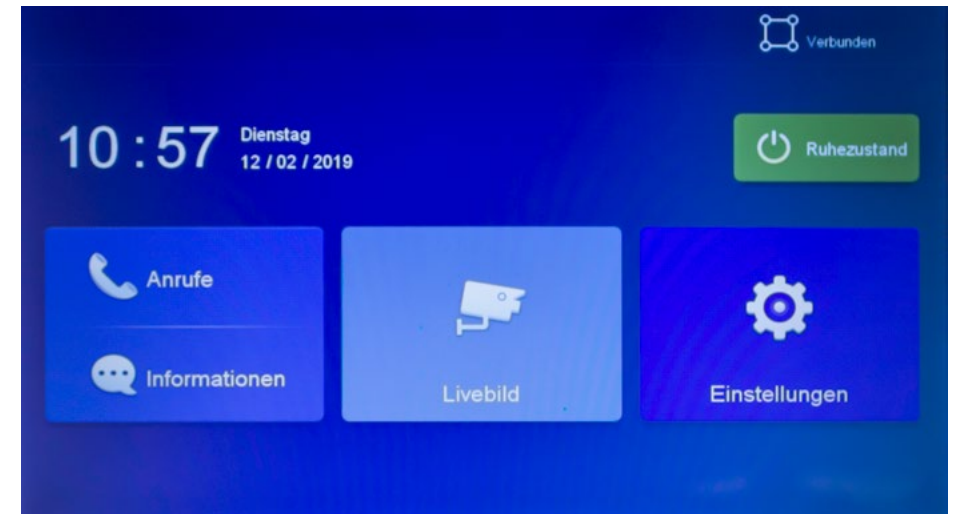 Verbunden
10:57
Dienstag
12 / 02 / 2019
Ruhezustand
Anrufe
Informationen
Livebild
Einstellungen